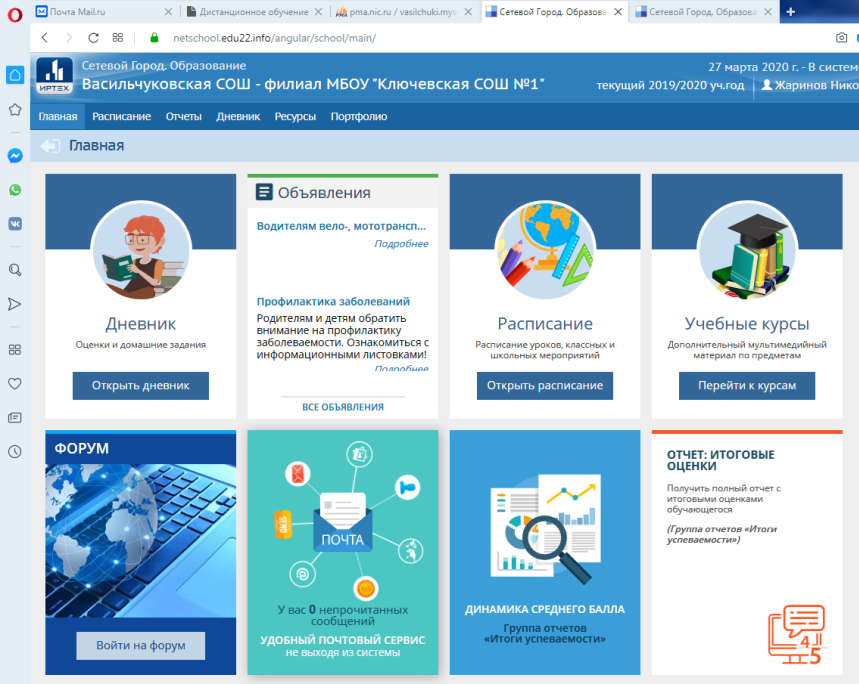 Почта Mail.ru
Дистанционное обучение
pma.nic.ru / vasilchuki.mys
Сетевой Город. Образова
Сетевой Город. Образова
netschool.edu22.info/angular/school/main/
ИРТЕХ
Сетевой Город. Образование
Васильчуковская СОШ - филиал МБОУ "Ключевская СОШ №1"
27 марта 2020 г. - В систем
текущий 2019/2020 уч.год
Жаринов Нико
Главная Расписание Отчеты Дневник Ресурсы Портфолио
Главная
Дневник
Оценки и домашние задания
Открыть дневник
Объявления
Водителям вело-, мототрансп...
Подробнее
Профилактика заболеваний
Родителям и детям обратить
внимание на профилактику
заболеваемости. Ознакомиться с
информационными листовками!
Подробнее
ВСЕ ОБЪЯВЛЕНИЯ
Расписание
Расписание уроков, классных и
школьных мероприятий
Открыть расписание
Учебные курсы
Дополнительный мультимедийный
материал по предметам
Перейти к курсам
ФОРУМ
Войти на форум
SEND
ПОЧТА
У вас 0 непрочитанных
сообщений
УДОБНЫЙ ПОЧТОВЫЙ СЕРВИС
не выходя из системы
ДИНАМИКА СРЕДНЕГО БАЛЛА
Группа отчетов
«Итоги успеваемости»
ОТЧЕТ: ИТОГОВЫЕ
ОЦЕНКИ
Получить полный отчет с
итоговыми оценками
обучающегося
(Группа отчетов «Итоги
успеваемости»)
4
5